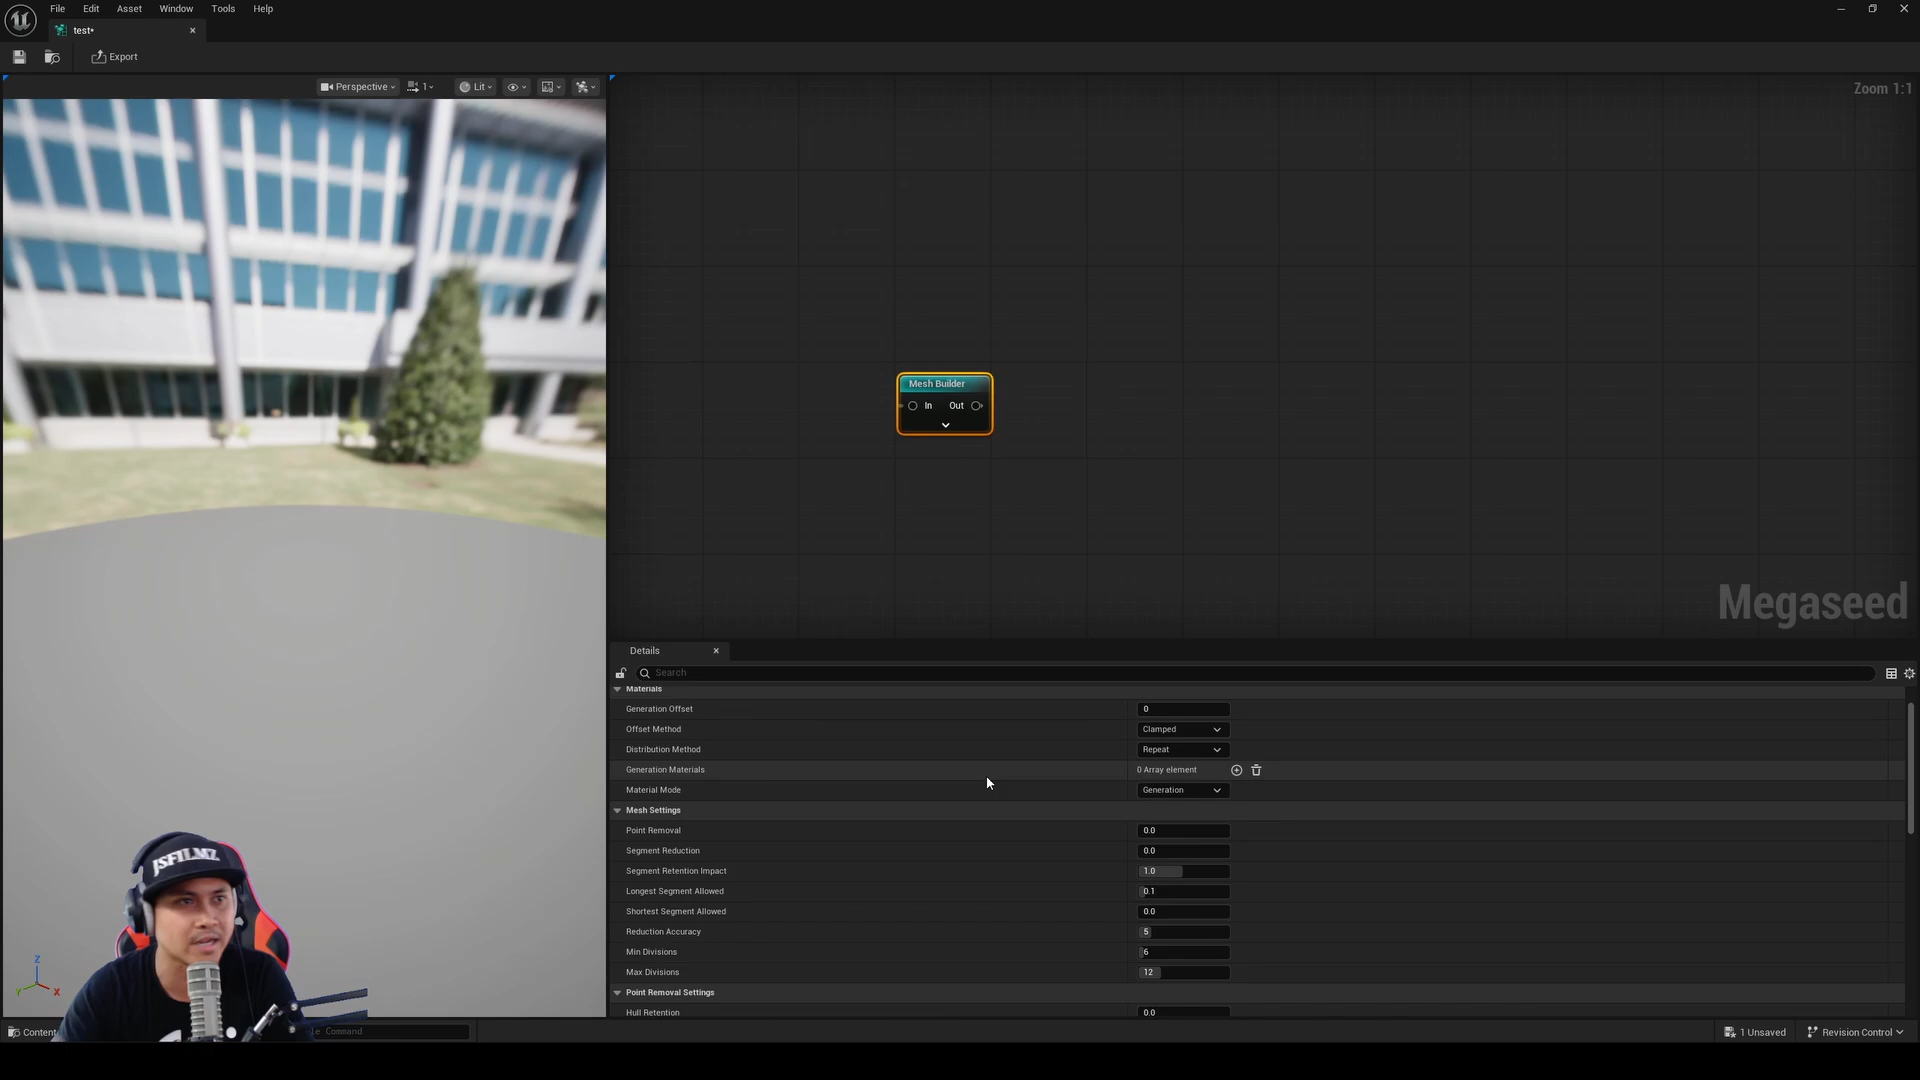 File Edit Asset Window Tools Help
test•
Export
Perspective 1 Lit
Zoom 1:1
Mesh Builder
In Out
Megaseed
Details
Search
Materials
Generation Offset 0
Offset Method Clamped
Distribution Method Repeat
Generation Materials 0 Array element
Material Mode Generation
Mesh Settings
Point Removal 0.0
Segment Reduction 0.0
Segment Retention Impact 1.0
Longest Segment Allowed 0.1
Shortest Segment Allowed 0.0
Reduction Accuracy 5
Min Divisions 6
Max Divisions 12
Point Removal Settings
Hull Retention 0.0
JSFILMZ
Z
Y X
Content le Command
1 Unsaved Revision Control